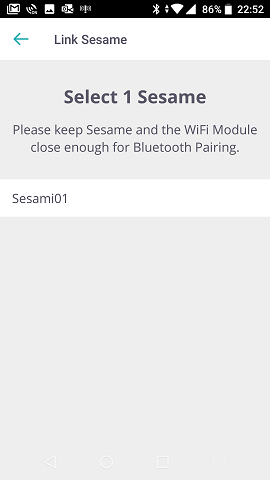 86% 22:52
Link Sesame
Select 1 Sesame
Please keep Sesame and the WiFi Module
close enough for Bluetooth Pairing.
Sesami01